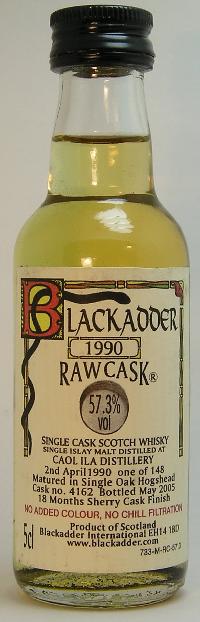 BLACKADDER
1990
RAW CASK®
57.3%
vol
SINGLE CASK SCOTCH WHISKY
SINGLE ISLAY MALT DISTILLED AT
CAOL ILA DISTILLERY
2nd April1990 one of 148
Matured in Single Oak Hogshead
Cask no. 4162 Bottled May 2005
18 Months Sherry Cask Finish
NO ADDED COLOUR, NO CHILL FILTRATION
Product of Scotland
5cl Blackadder International EH14 1BD
www.blackadder.com